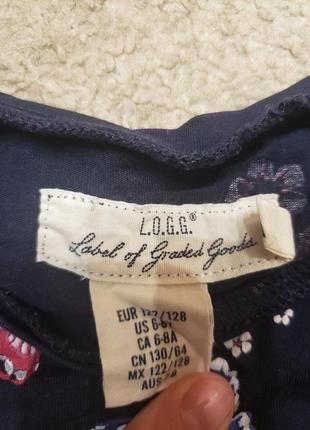 L.O.G.G.®
Label of Graded Goods
EUR 122/128
US 6-8Y
CA 6-8A
CN 130/64
MX 122/128
AUS